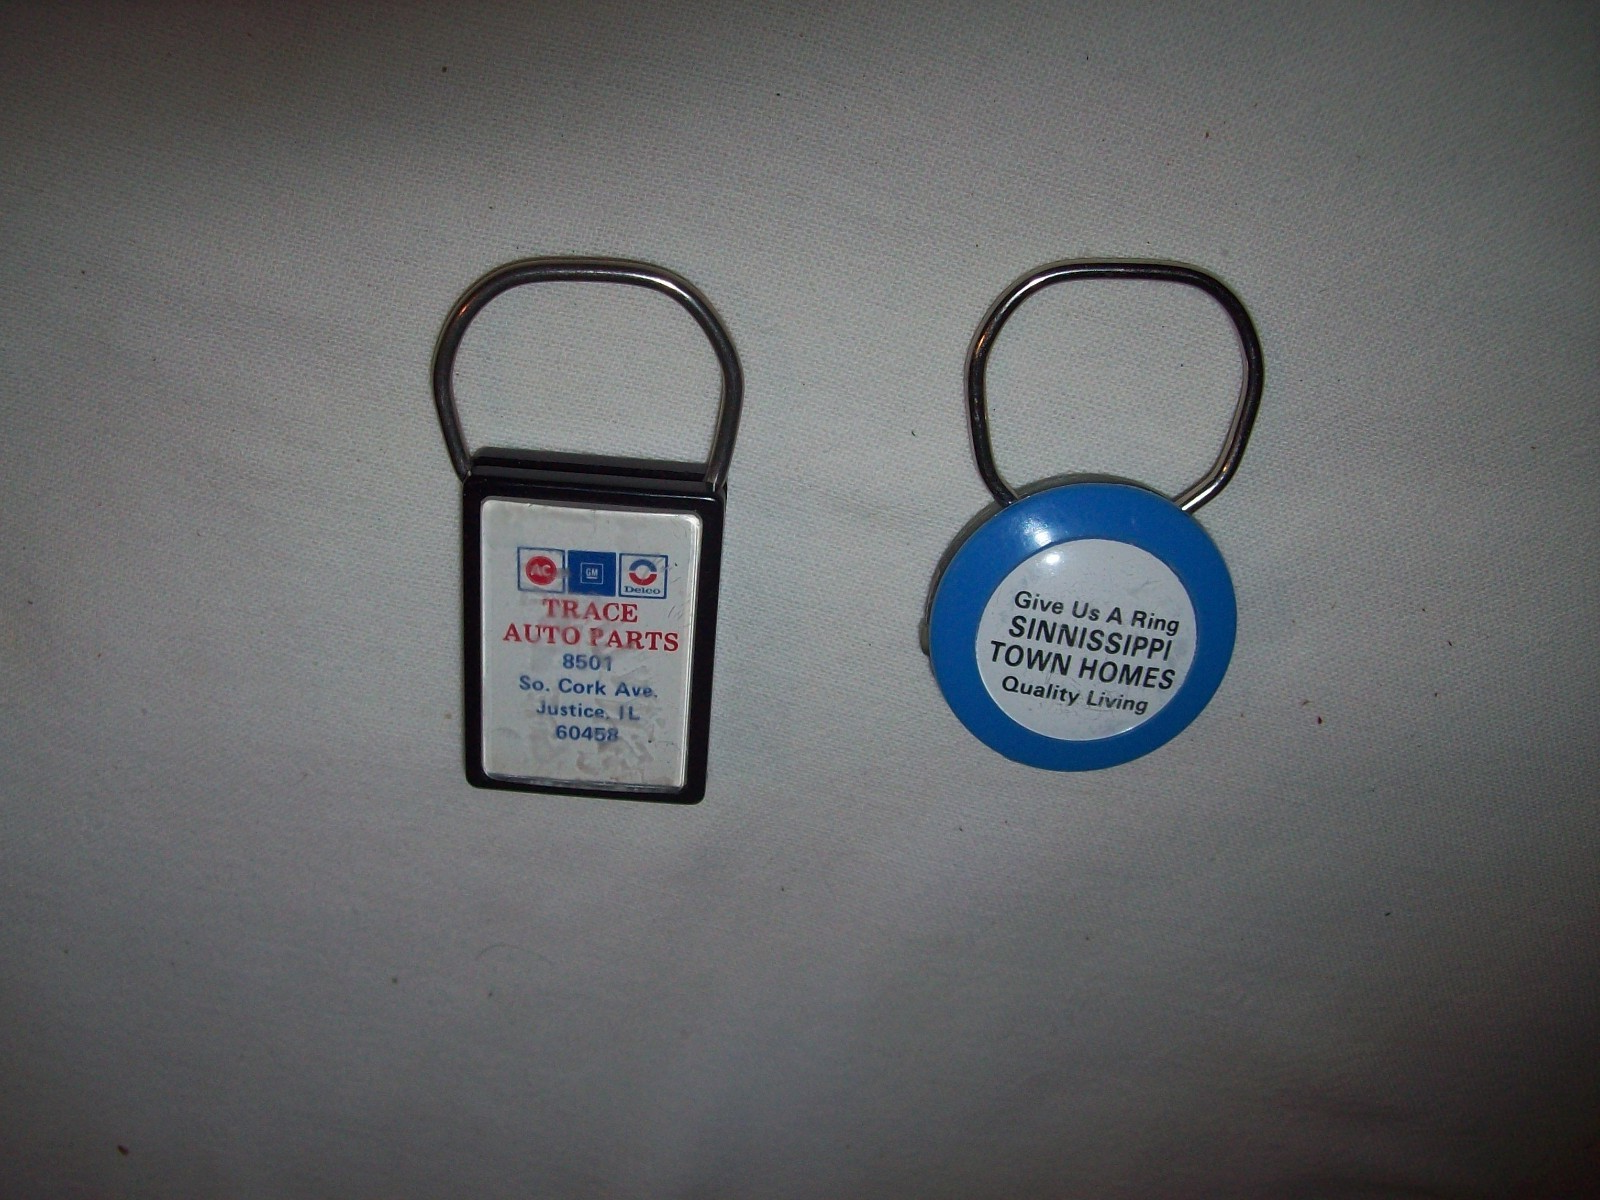 AC GM Delco
TRACE
AUTO PARTS
8501
So. Cork Ave.
Justice, IL
60458
Give Us A Ring
SINNISSIPPI
TOWN HOMES
Quality Living